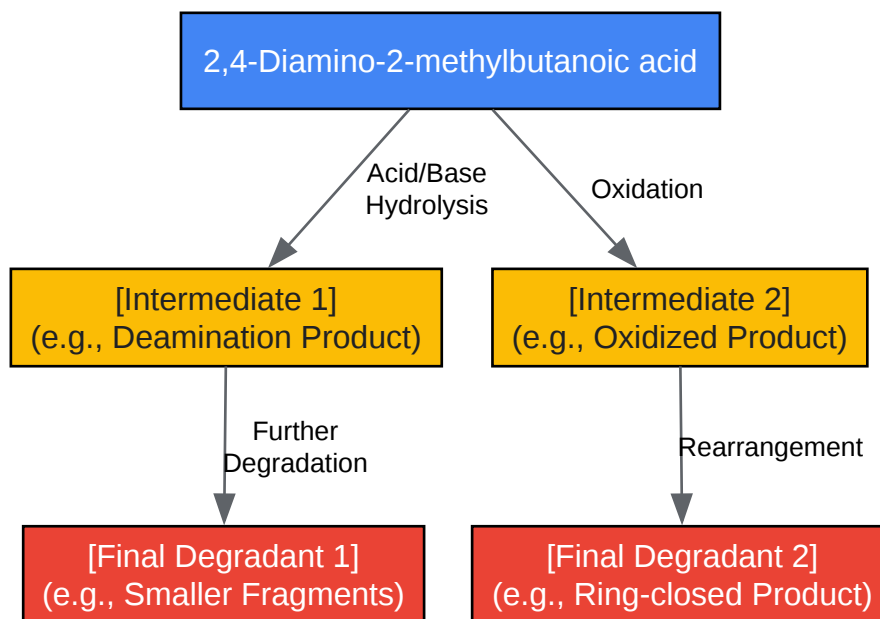 2,4-Diamino-2-methylbutanoic acid
Acid/Base
Hydrolysis
Oxidation
[Intermediate 1]
(e.g., Deamination Product)
[Intermediate 2]
(e.g., Oxidized Product)
Further
Degradation
Rearrangement
[Final Degradant 1]
(e.g., Smaller Fragments)
[Final Degradant 2]
(e.g., Ring-closed Product)